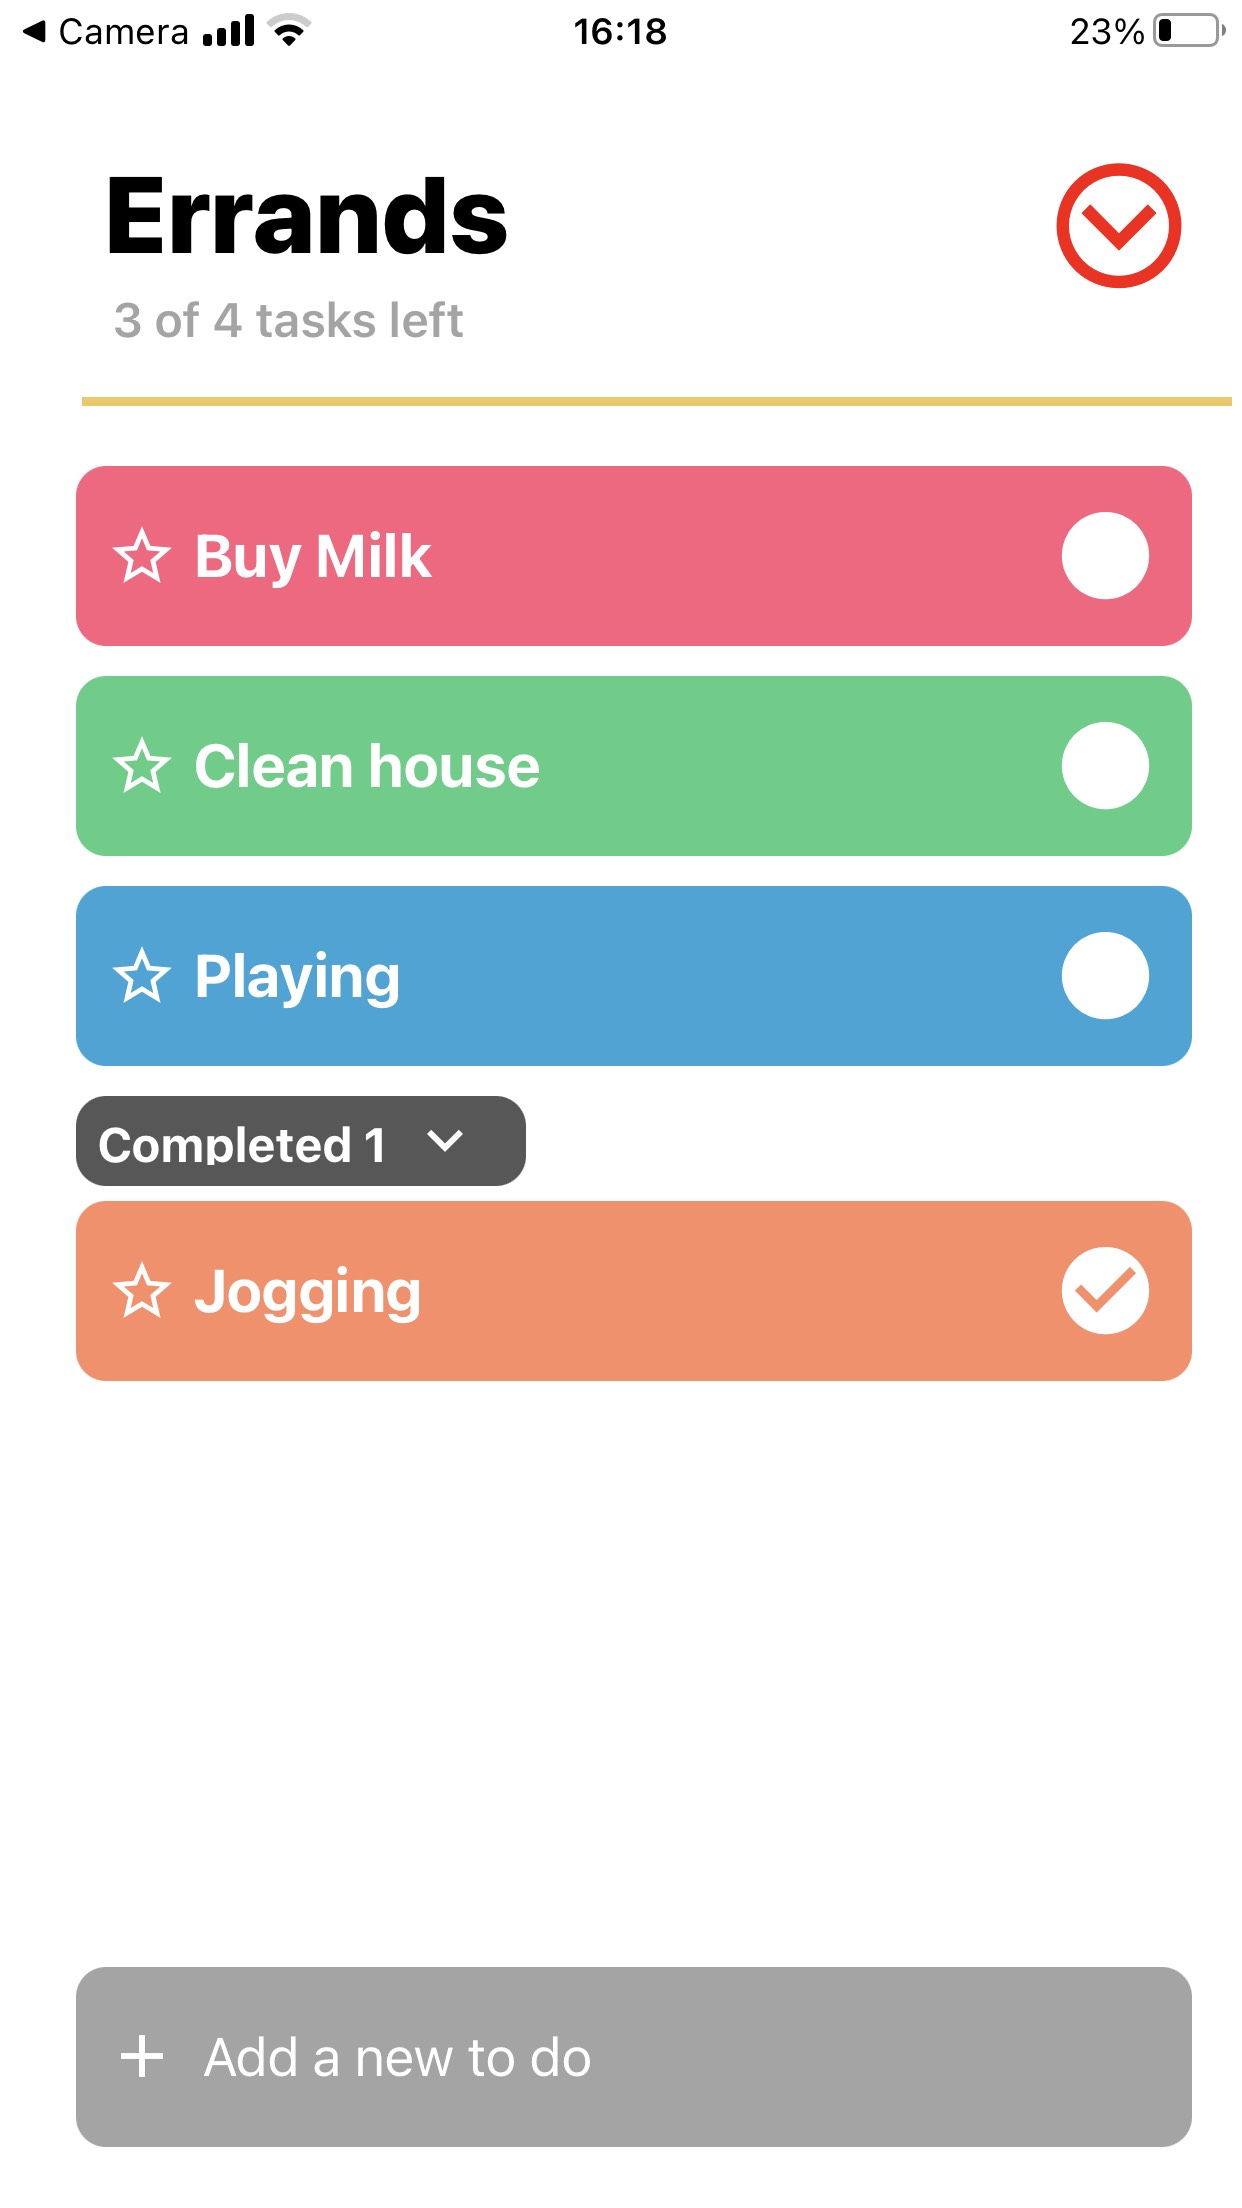 Camera 16:18 23%
Errands
3 of 4 tasks left
Buy Milk
Clean house
Playing
Completed 1
Jogging
Add a new to do